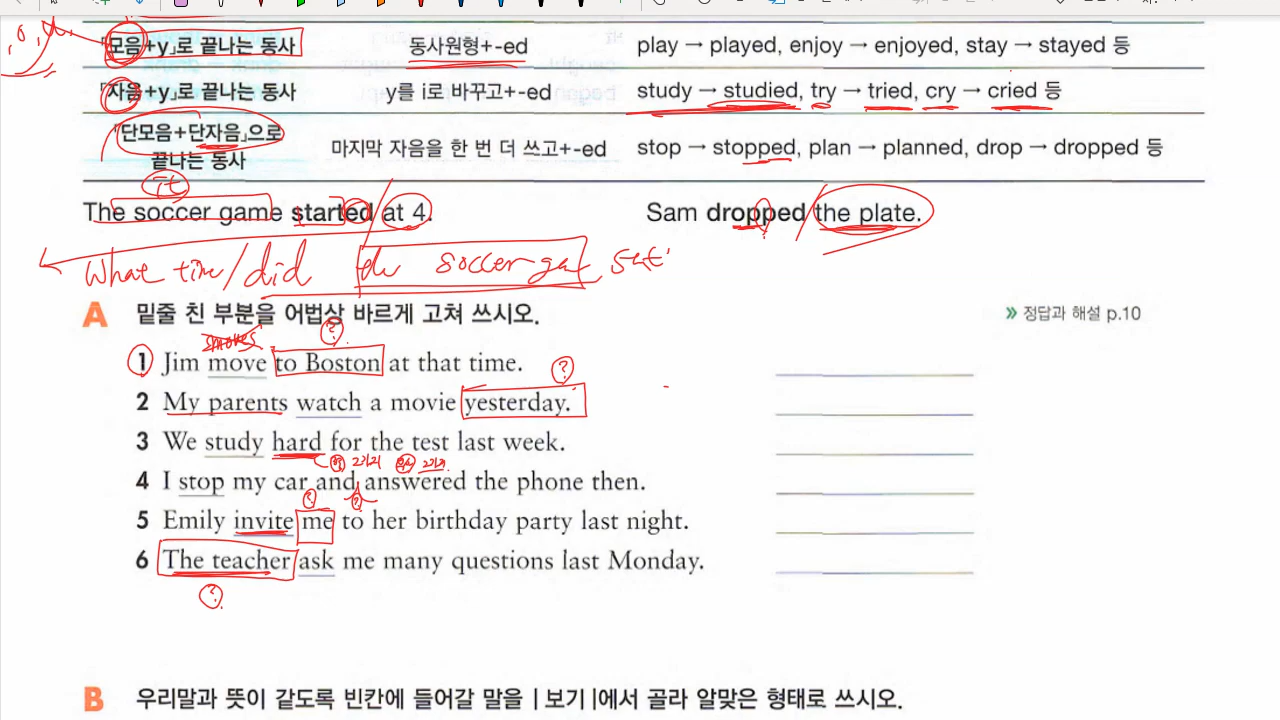 「모음+y」로 끝나는 동사 동사원형+-ed play → played, enjoy → enjoyed, stay → stayed 등
「자음+y」로 끝나는 동사 y를 i로 바꾸고+-ed study → studied, try → tried, cry → cried 등
「단모음+단자음」으로
끝나는 동사 마지막 자음을 한 번 더 쓰고+-ed stop → stopped, plan → planned, drop → dropped 등
it
The soccer game started at 4. Sam dropped the plate.
?
What time/did the soccer
A 밑줄 친 부분을 어법상 바르게 고쳐 쓰시오. » 정답과 해설 p.10
?
1 Jim move to Boston at that time.
?
2 My parents watch a movie yesterday.
3 We study hard for the test last week.
과거 과거
4 I stop my car and answered the phone then.
? ?
5 Emily invite me to her birthday party last night.
6 The teacher ask me many questions last Monday.
?
B 우리말과 뜻이 같도록 빈칸에 들어갈 말을 | 보기 |에서 골라 알맞은 형태로 쓰시오.